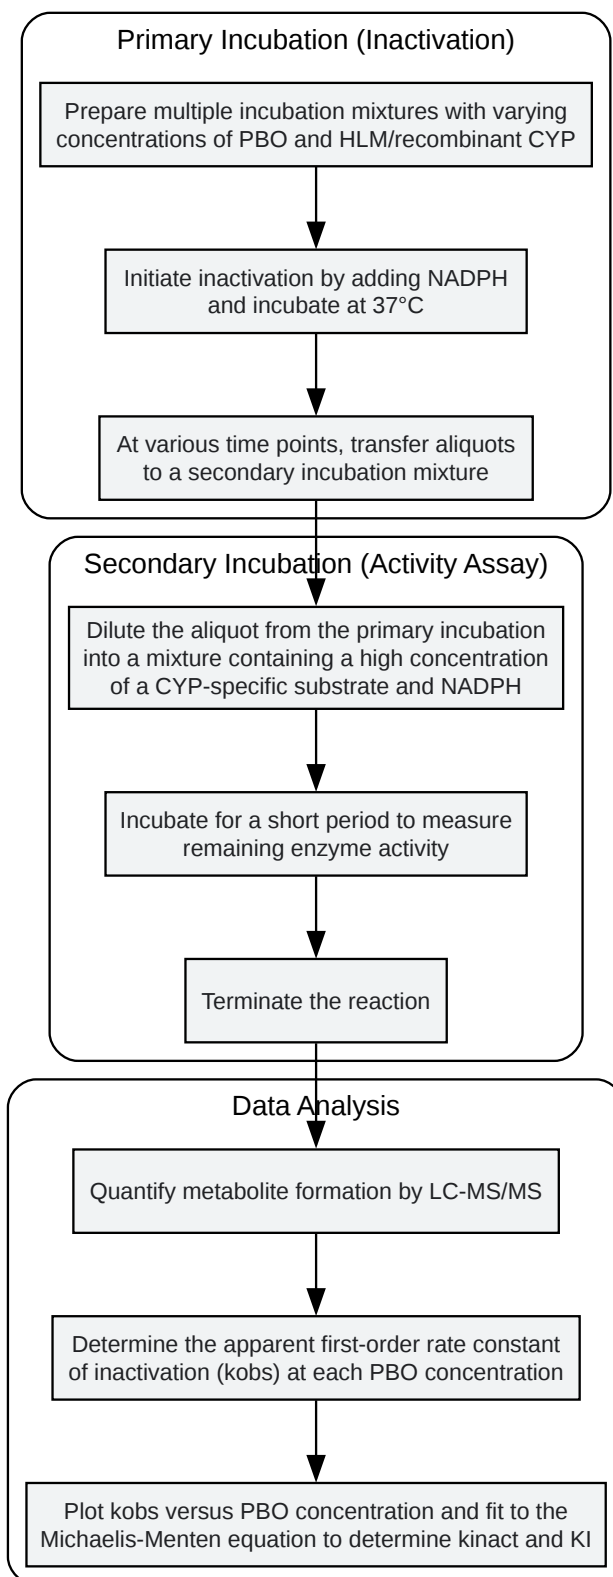 Primary Incubation (Inactivation)
Prepare multiple incubation mixtures with varying
concentrations of PBO and HLM/recombinant CYP
Initiate inactivation by adding NADPH
and incubate at 37°C
At various time points, transfer aliquots
to a secondary incubation mixture
Secondary Incubation (Activity Assay)
Dilute the aliquot from the primary incubation
into a mixture containing a high concentration
of a CYP-specific substrate and NADPH
Incubate for a short period to measure
remaining enzyme activity
Terminate the reaction
Data Analysis
Quantify metabolite formation by LC-MS/MS
Determine the apparent first-order rate constant
of inactivation (kobs) at each PBO concentration
Plot kobs versus PBO concentration and fit to the
Michaelis-Menten equation to determine kinact and KI